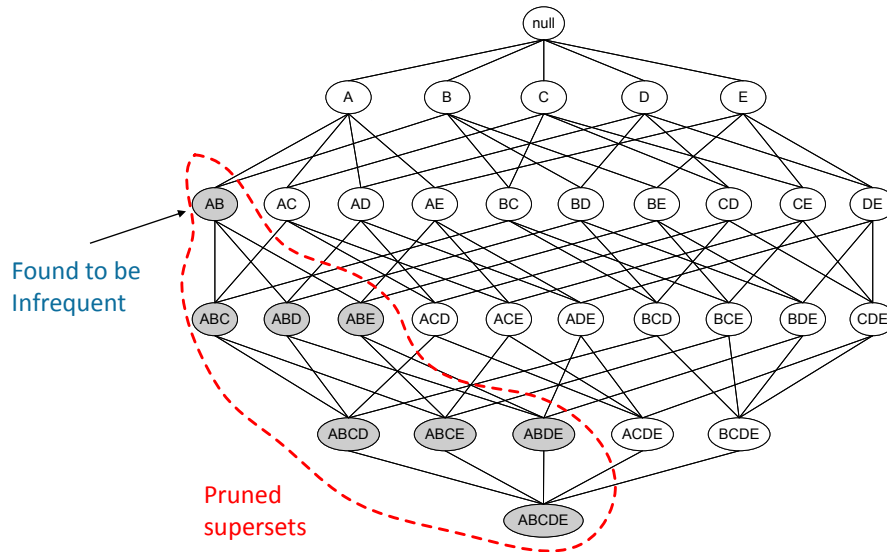 null
A B C D E
AB AC AD AE BC BD BE CD CE DE
Found to be
Infrequent
ABC ABD ABE ACD ACE ADE BCD BCE BDE CDE
ABCD ABCE ABDE ACDE BCDE
Pruned
supersets
ABCDE